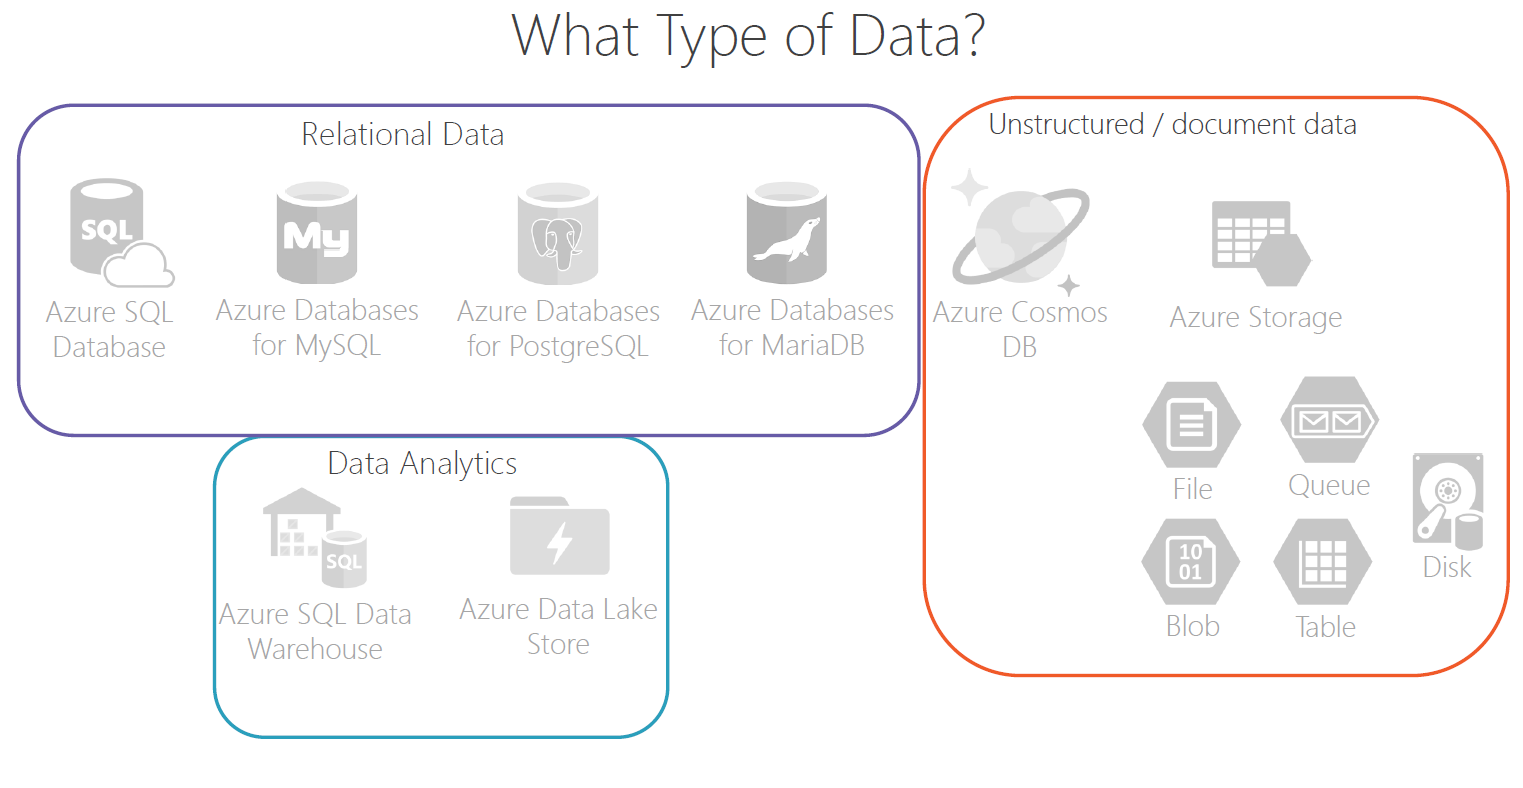 What Type of Data?
Relational Data
SQL
Azure SQL
Database
My
Azure Databases
for MySQL
Azure Databases
for PostgreSQL
Azure Databases
for MariaDB
Unstructured / document data
Azure Cosmos
DB
Azure Storage
File
Queue
10
01
Blob
Table
Disk
Data Analytics
SQL
Azure SQL Data
Warehouse
Azure Data Lake
Store